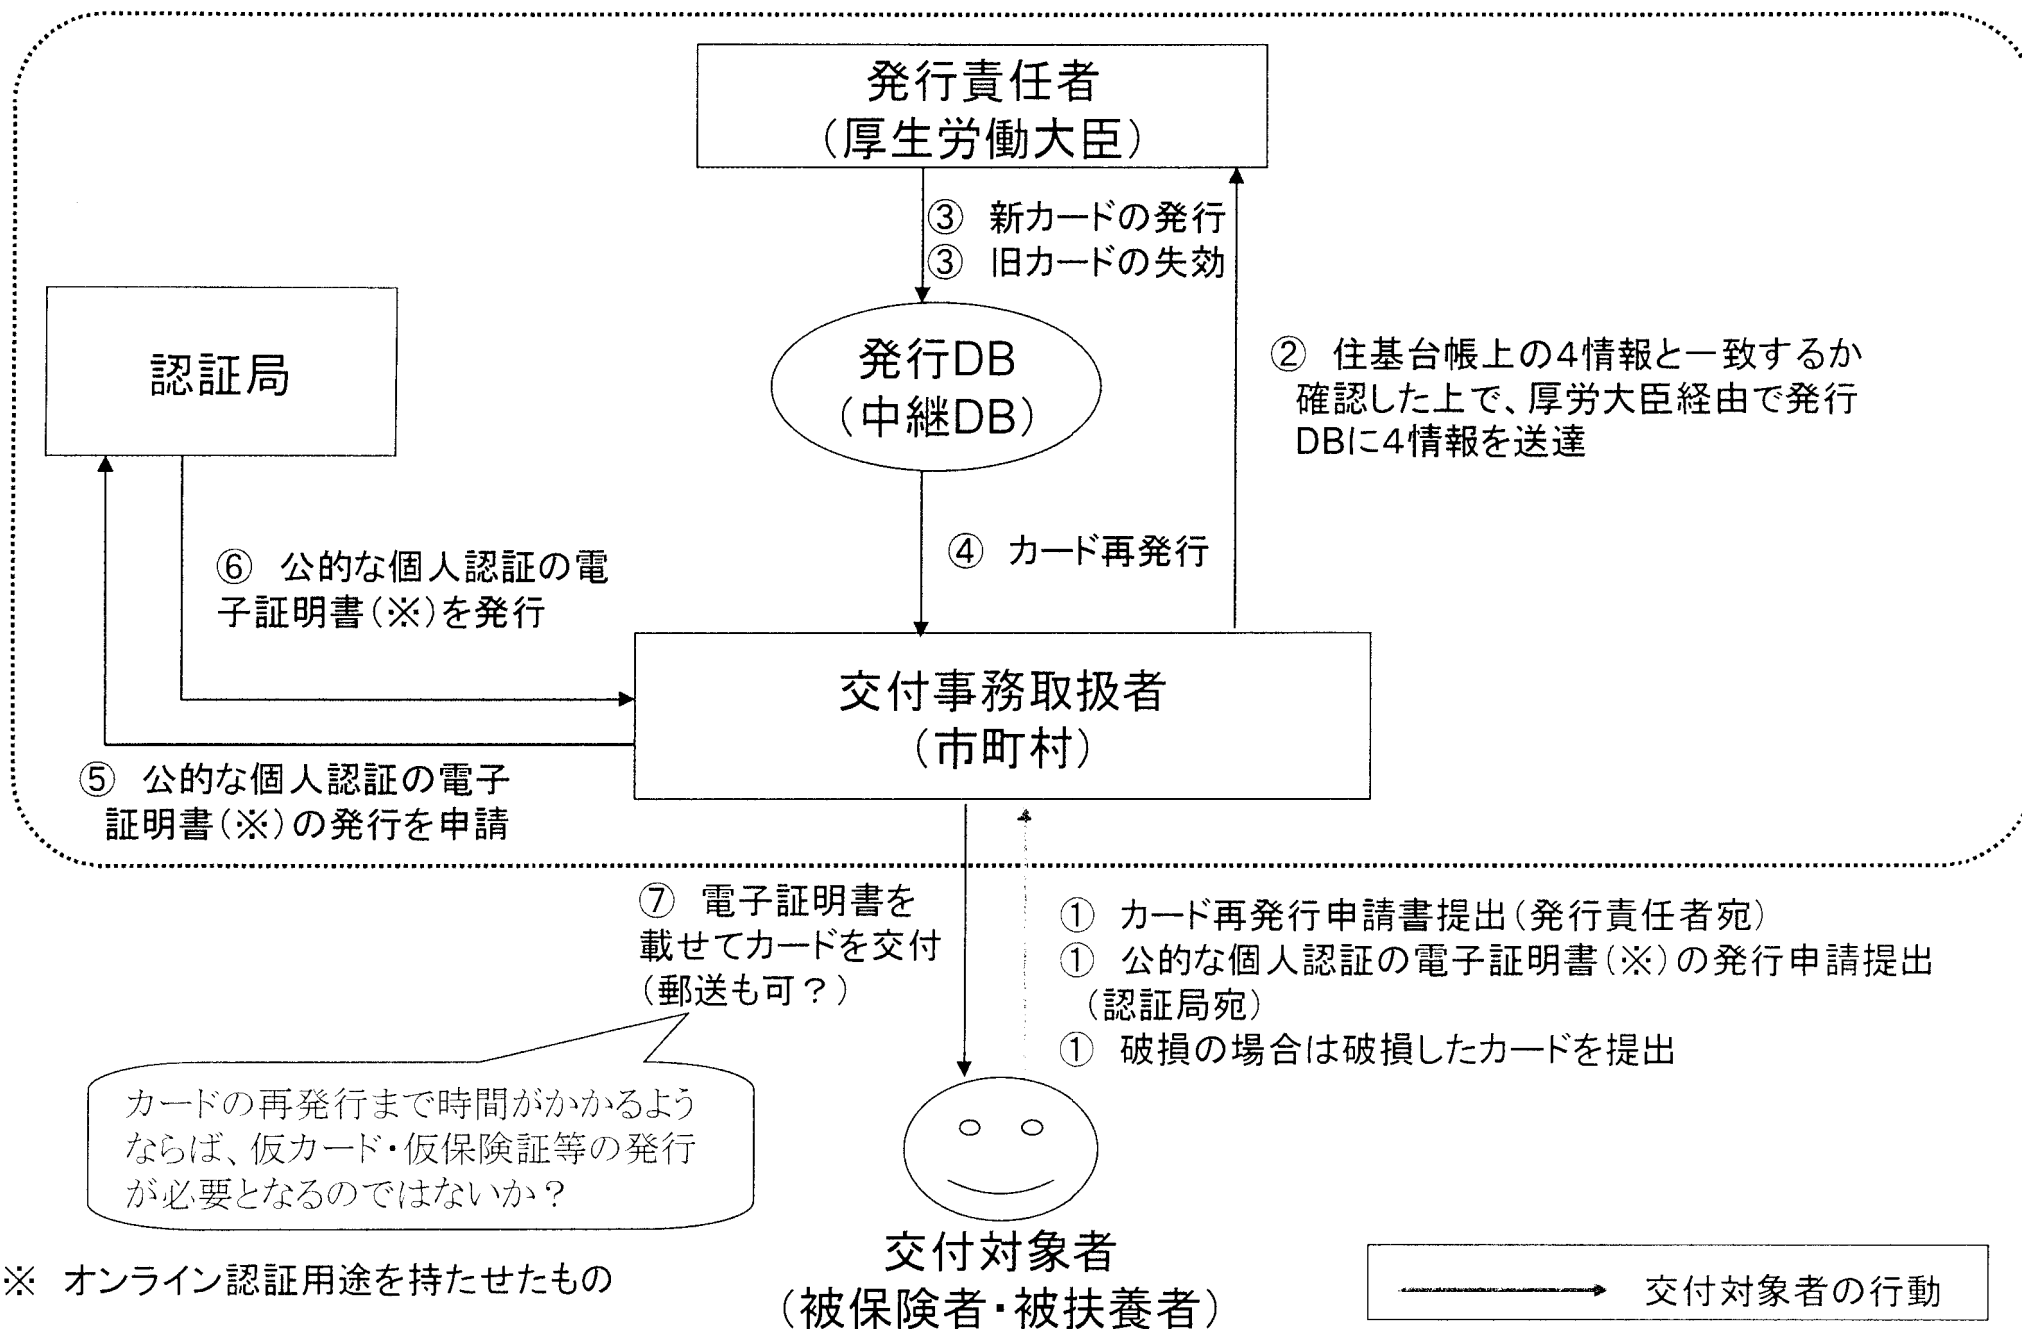 発行責任者
（厚生労働大臣）
③ 新カードの発行
③ 旧カードの失効
認証局
発行DB
（中継DB）
② 住基台帳上の４情報と一致するか
確認した上で、厚労大臣経由で発行
DBに４情報を送達
④ カード再発行
⑥ 公的な個人認証の電
子証明書（※）を発行
交付事務取扱者
（市町村）
⑤ 公的な個人認証の電子
証明書（※）の発行を申請
⑦ 電子証明書を
載せてカードを交付
（郵送も可？）
① カード再発行申請書提出（発行責任者宛）
① 公的な個人認証の電子証明書（※）の発行申請提出
（認証局宛）
① 破損の場合は破損したカードを提出
カードの再発行まで時間がかかるよう
ならば、仮カード・仮保険証等の発行
が必要となるのではないか？
交付対象者
（被保険者・被扶養者）
※ オンライン認証用途を持たせたもの
交付対象者の行動